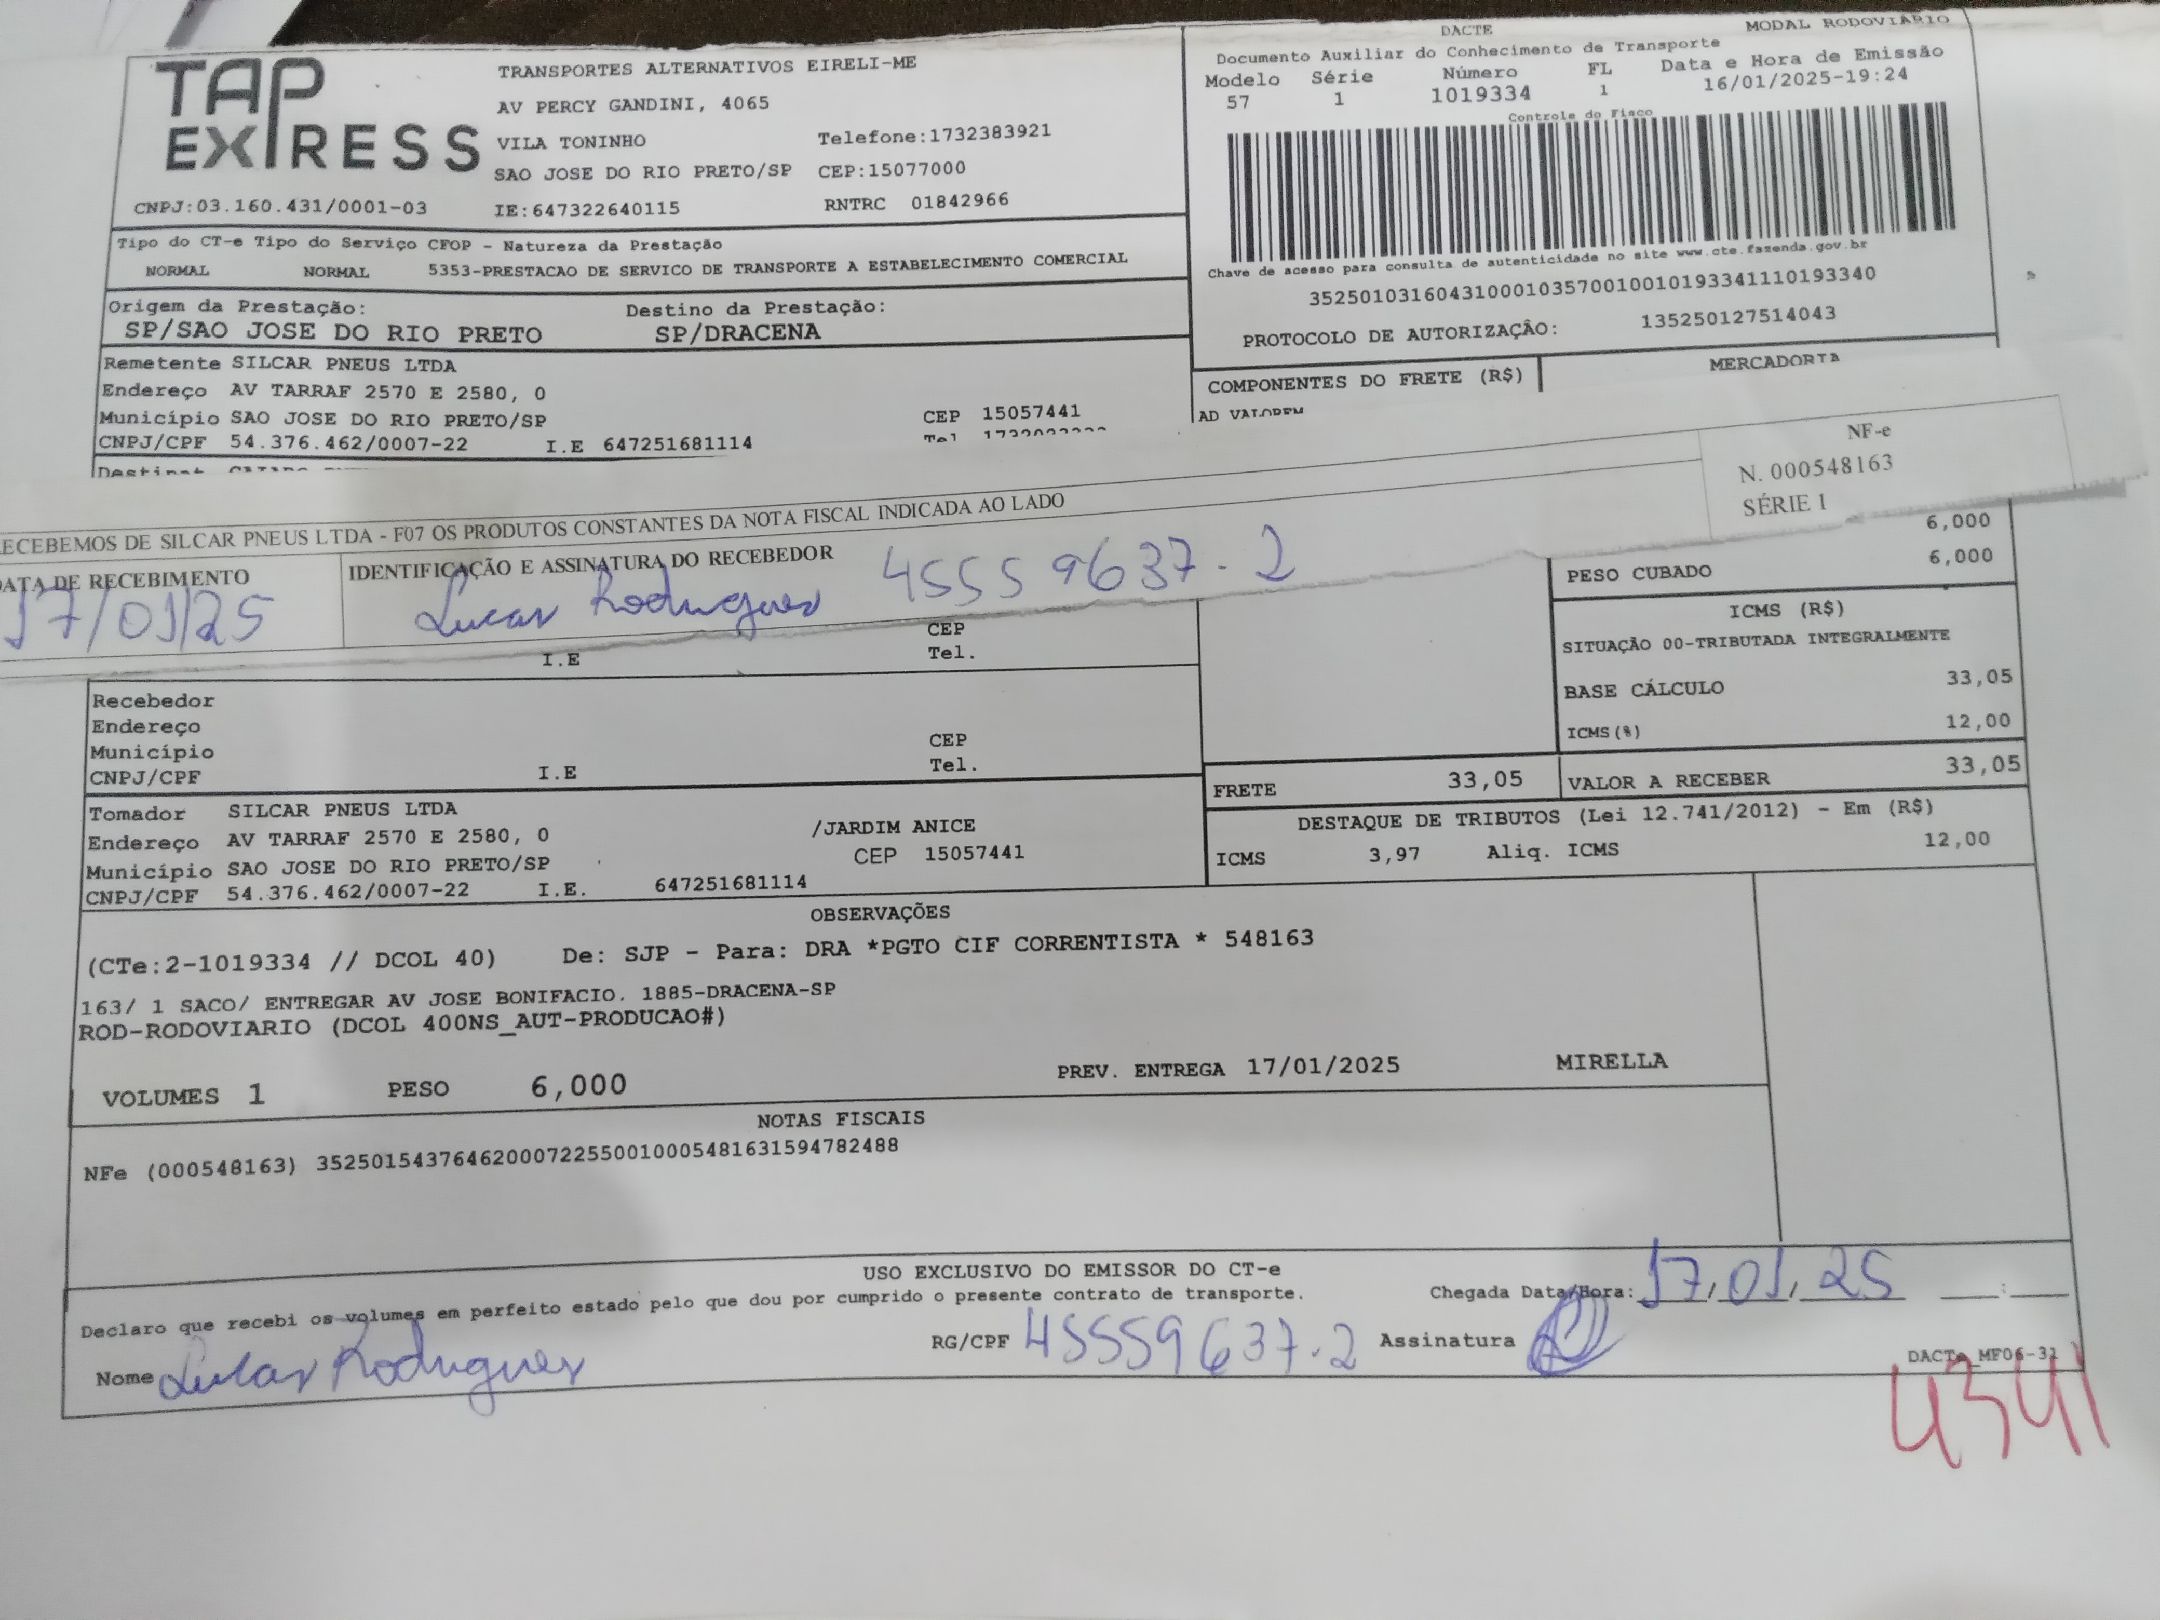 TAP EXPRESS
TRANSPORTES ALTERNATIVOS EIRELI-ME
AV PERCY GANDINI, 4065
VILA TONINHO Telefone:1732383921
SAO JOSE DO RIO PRETO/SP CEP:15077000
CNPJ:03.160.431/0001-03 IE:647322640115 RNTRC 01842966
DACTE MODAL RODOVIÁRIO
Documento Auxiliar do Conhecimento de Transporte
Modelo Série Número FL Data e Hora de Emissão
57 1 1019334 1 16/01/2025-19:24
Controle do Fisco
Chave de acesso para consulta de autenticidade no site www.cte.fazenda.gov.br
35250103160431000103570010010193341110193340
PROTOCOLO DE AUTORIZAÇÂO: 135250127514043
Tipo do CT-e Tipo do Serviço CFOP - Natureza da Prestação
NORMAL NORMAL 5353-PRESTACAO DE SERVICO DE TRANSPORTE A ESTABELECIMENTO COMERCIAL
Origem da Prestação: Destino da Prestação:
SP/SAO JOSE DO RIO PRETO SP/DRACENA
Remetente SILCAR PNEUS LTDA
Endereço AV TARRAF 2570 E 2580, 0
Município SAO JOSE DO RIO PRETO/SP CEP 15057441
CNPJ/CPF 54.376.462/0007-22 I.E 647251681114 Tel
COMPONENTES DO FRETE (R$) MERCADORIA
AD VALOREM
Destinat
NF-e
N. 000548163
SÉRIE 1
ECEBEMOS DE SILCAR PNEUS LTDA - F07 OS PRODUTOS CONSTANTES DA NOTA FISCAL INDICADA AO LADO
ATA DE RECEBIMENTO IDENTIFICAÇÃO E ASSINATURA DO RECEBEDOR
17/01/25 Lucas Rodrigues 45559637-2
6,000
PESO CUBADO 6,000
CEP
I.E Tel.
ICMS (R$)
SITUAÇÃO 00-TRIBUTADA INTEGRALMENTE
BASE CÁLCULO 33,05
ICMS(%) 12,00
Recebedor
Endereço
Município CEP
CNPJ/CPF I.E Tel.
FRETE 33,05 VALOR A RECEBER 33,05
DESTAQUE DE TRIBUTOS (Lei 12.741/2012) - Em (R$)
ICMS 3,97 Aliq. ICMS 12,00
Tomador SILCAR PNEUS LTDA
Endereço AV TARRAF 2570 E 2580, 0 /JARDIM ANICE
Município SAO JOSE DO RIO PRETO/SP CEP 15057441
CNPJ/CPF 54.376.462/0007-22 I.E. 647251681114
OBSERVAÇÕES
(CTe:2-1019334 // DCOL 40) De: SJP - Para: DRA *PGTO CIF CORRENTISTA * 548163
163/ 1 SACO/ ENTREGAR AV JOSE BONIFACIO. 1885-DRACENA-SP
ROD-RODOVIARIO (DCOL 400NS_AUT-PRODUCAO#)
VOLUMES 1 PESO 6,000 PREV. ENTREGA 17/01/2025 MIRELLA
NOTAS FISCAIS
NFe (000548163) 35250154376462000722550010005481631594782488
USO EXCLUSIVO DO EMISSOR DO CT-e
Declaro que recebi os volumes em perfeito estado pelo que dou por cumprido o presente contrato de transporte. Chegada Data/Hora: 17/01/25 :
Nome Lucas Rodrigues RG/CPF 45559637-2 Assinatura
DACTe_MF06-32
4341